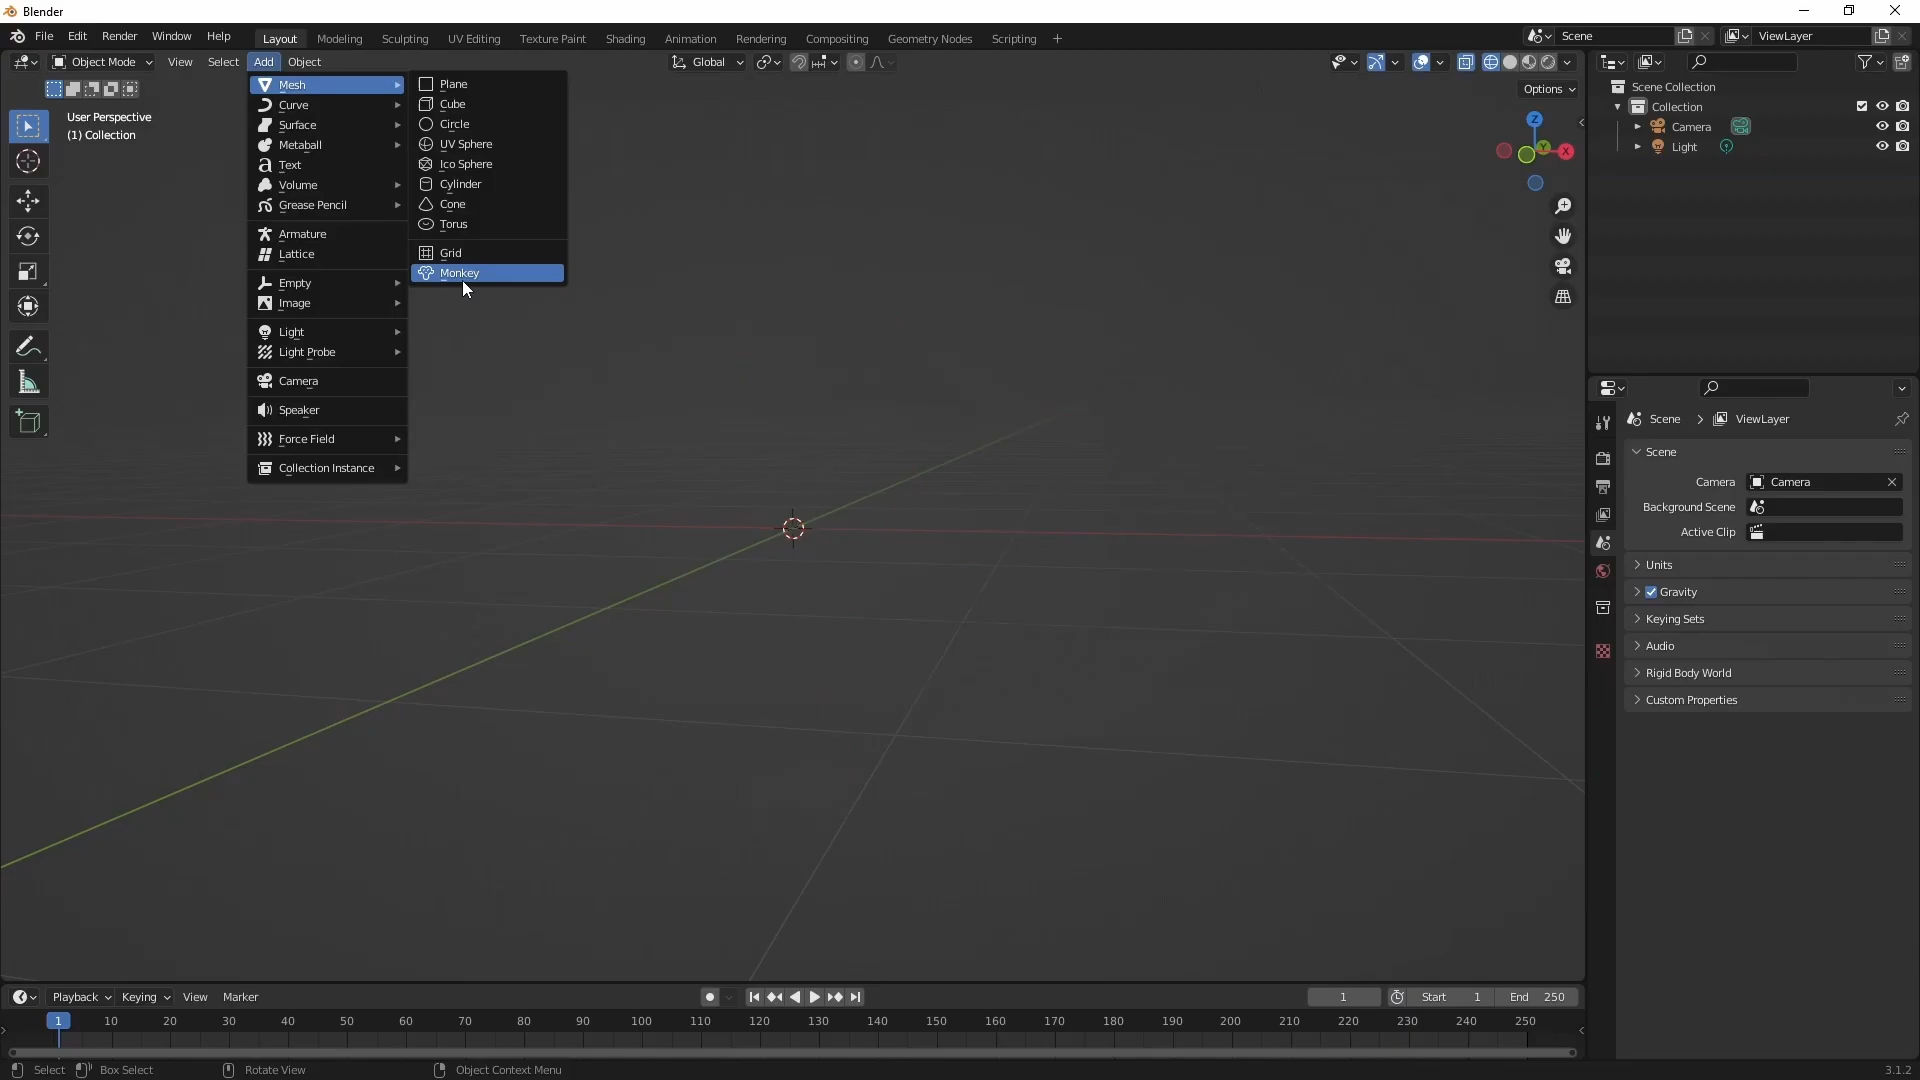 Blender
File Edit Render Window Help Layout Modeling Sculpting UV Editing Texture Paint Shading Animation Rendering Compositing Geometry Nodes Scripting + Scene ViewLayer
Object Mode View Select Add Object Global
Options
User Perspective
(1) Collection
Mesh
Curve
Surface
Metaball
Text
Volume
Grease Pencil
Armature
Lattice
Empty
Image
Light
Light Probe
Camera
Speaker
Force Field
Collection Instance
Plane
Cube
Circle
UV Sphere
Ico Sphere
Cylinder
Cone
Torus
Grid
Monkey
Z
Y
X
Scene Collection
Collection
Camera
Light
Scene > ViewLayer
Scene
Camera Camera
Background Scene
Active Clip
Units
Gravity
Keying Sets
Audio
Rigid Body World
Custom Properties
Playback Keying View Marker 1 Start 1 End 250
1 10 20 30 40 50 60 70 80 90 100 110 120 130 140 150 160 170 180 190 200 210 220 230 240 250
Select Box Select Rotate View Object Context Menu 3.1.2